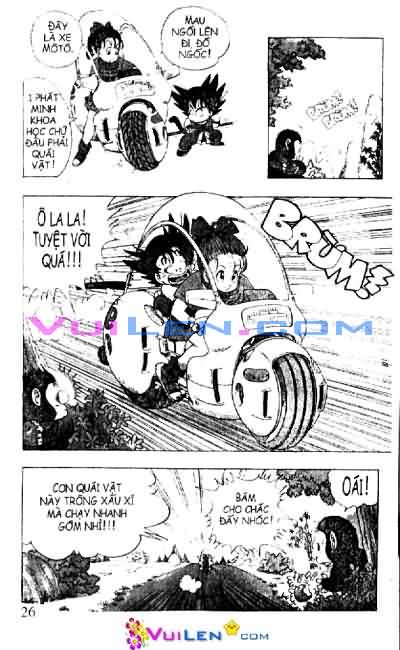 ĐÂY
LÀ XE
MÔTÔ.
MAU
NGỒI LÊN
ĐI, ĐỒ
NGỐC!
1 PHÁT
MINH
KHOA
HỌC CHỨ
ĐÂU PHẢI
QUÁI
VẬT!
BRÙM!
BRÙM!
Ô LA LA!
TUYỆT VỜI
QUÁ!!!
BRÙM!!
VUILEN.COM
CON QUÁI VẬT
NÀY TRÔNG XẤU XÍ
MÀ CHẠY NHANH
GỚM NHỈ!!!
BÁM
CHO CHẮC
ĐẤY NHÓC!
OÁI!
26
VUILEN.COM